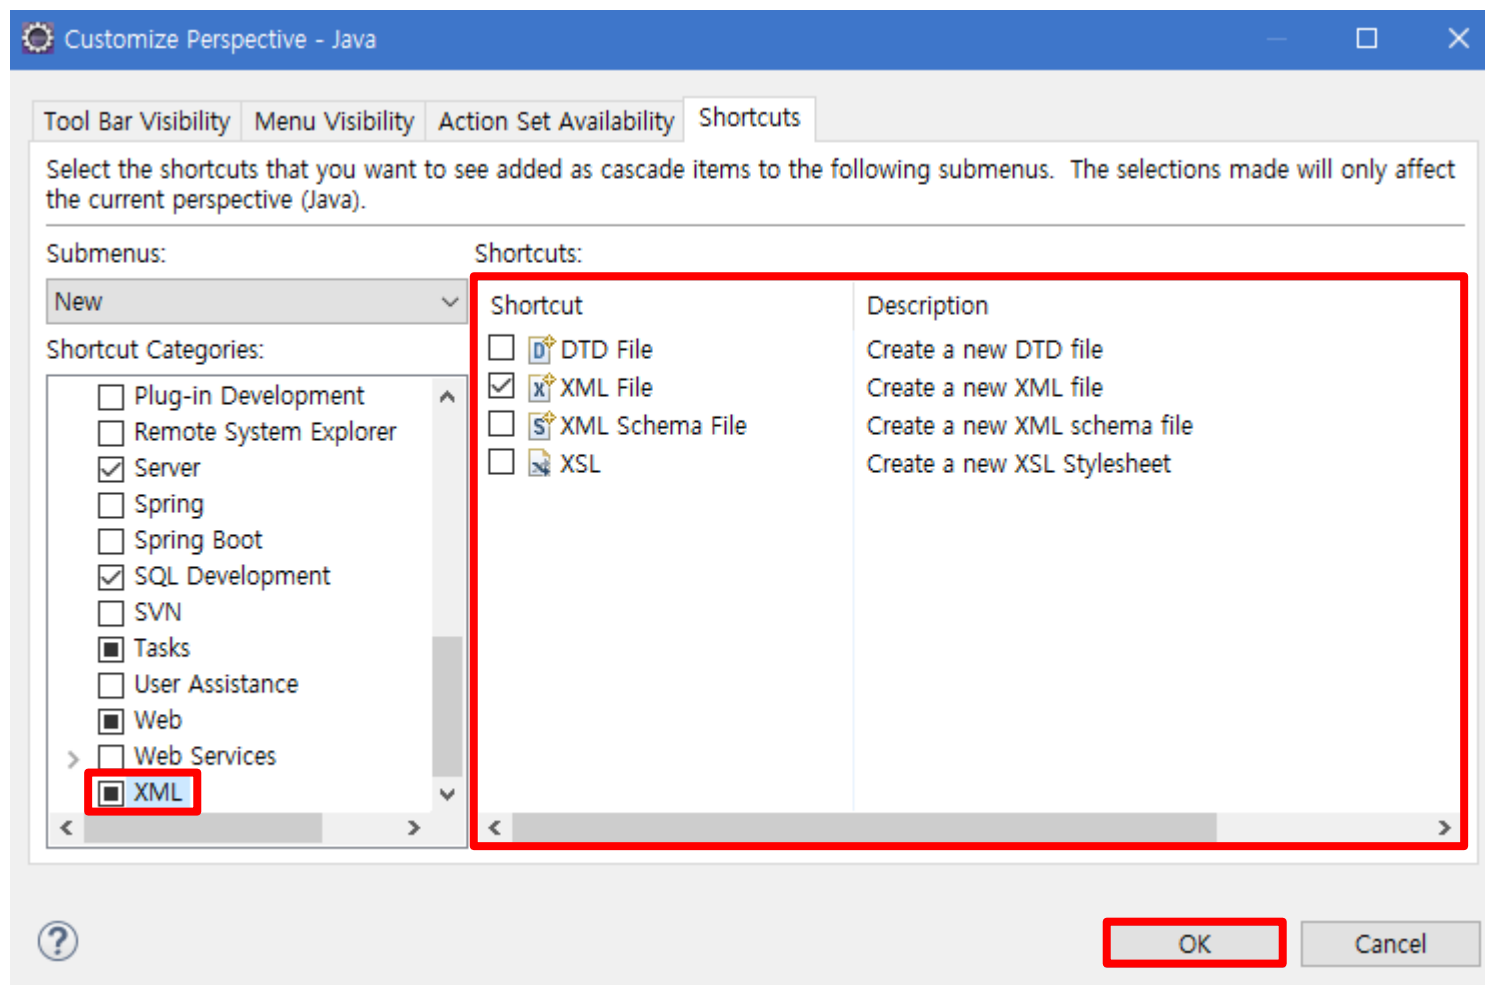 Customize Perspective - Java
Tool Bar Visibility Menu Visibility Action Set Availability Shortcuts
Select the shortcuts that you want to see added as cascade items to the following submenus.  The selections made will only affect
the current perspective (Java).
Submenus:
New
Shortcut Categories:
Plug-in Development
Remote System Explorer
Server
Spring
Spring Boot
SQL Development
SVN
Tasks
User Assistance
Web
Web Services
XML
Shortcuts:
Shortcut Description
DTD File Create a new DTD file
XML File Create a new XML file
XML Schema File Create a new XML schema file
XSL Create a new XSL Stylesheet
OK Cancel